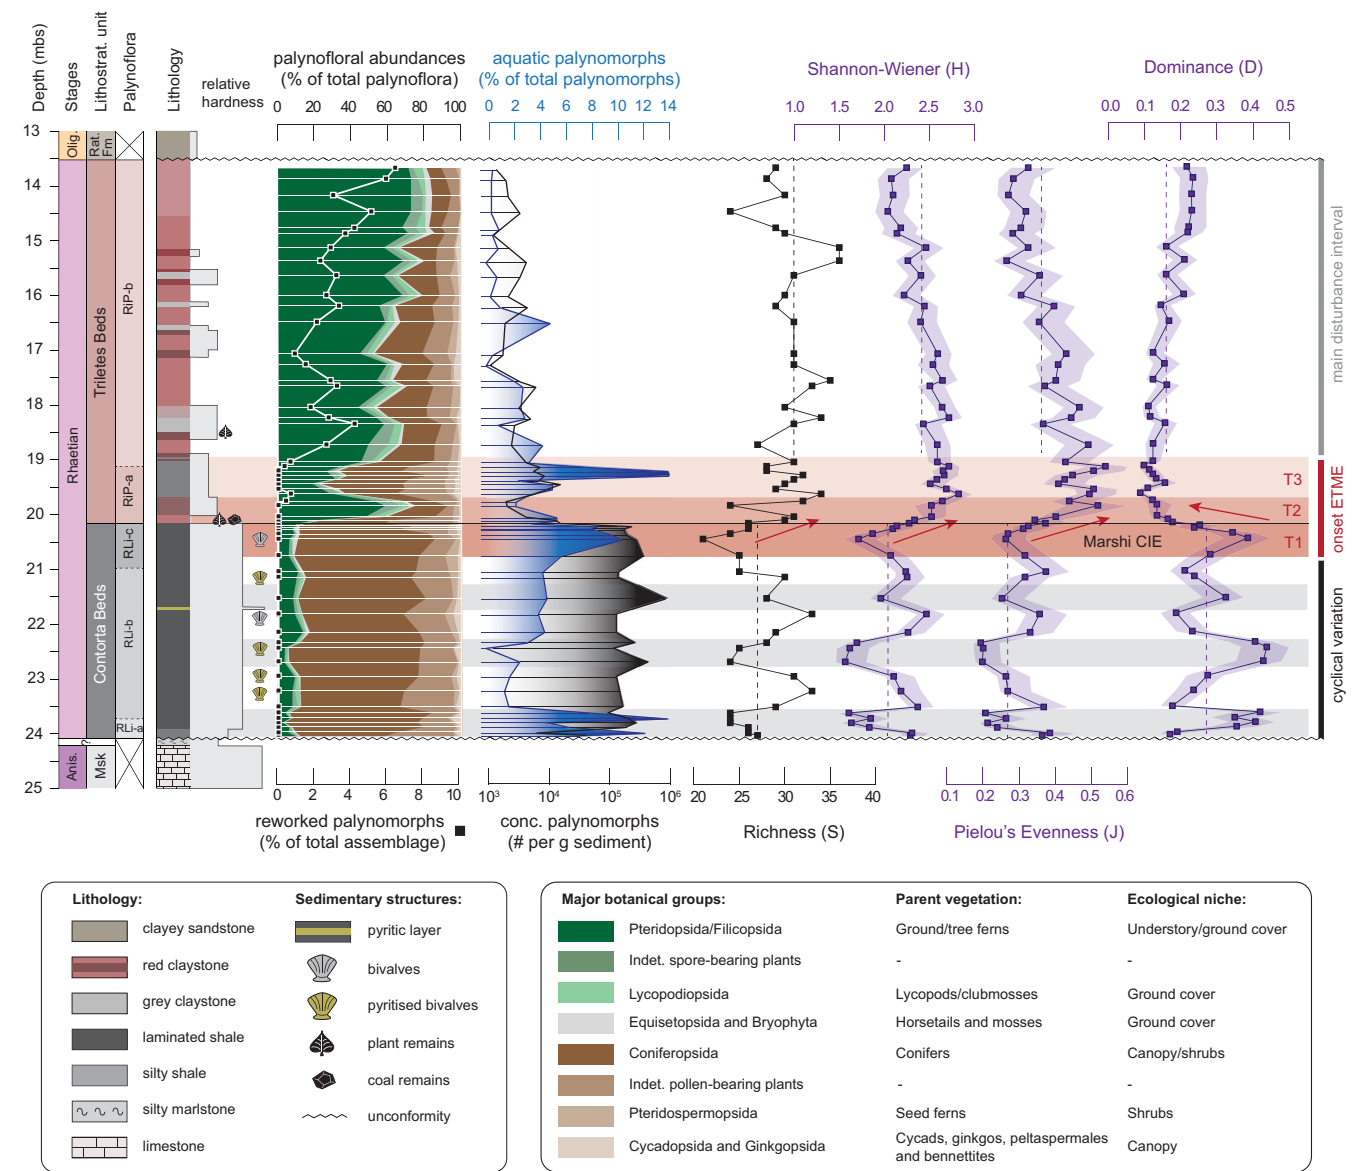 Depth (mbs)
Stages
Lithostrat. unit
Palynoflora
Lithology
relative
hardness
palynofloral abundances
(% of total palynoflora)
0 20 40 60 80 100
aquatic palynomorphs
(% of total palynomorphs)
0 2 4 6 8 10 12 14
Shannon-Wiener (H)
1.0 1.5 2.0 2.5 3.0
Dominance (D)
0.0 0.1 0.2 0.3 0.4 0.5
13
14
15
16
17
18
19
20
21
22
23
24
25
Olig.
Rhaetian
Anis.
Rat.
Fm
Triletes Beds
Contorta Beds
?
Msk
RiP-b
RiP-a
RLi-c
RLi-b
RLi-a
main disturbance interval
onset ETME
cyclical variation
T3
T2
T1
Marshi CIE
0 2 4 6 8 10
reworked palynomorphs
(% of total assemblage)
10³ 10⁴ 10⁵ 10⁶
conc. palynomorphs
(# per g sediment)
20 25 30 35 40
Richness (S)
0.1 0.2 0.3 0.4 0.5 0.6
Pielou's Evenness (J)
Lithology:
clayey sandstone
red claystone
grey claystone
laminated shale
silty shale
silty marlstone
limestone
Sedimentary structures:
pyritic layer
bivalves
pyritised bivalves
plant remains
coal remains
unconformity
Major botanical groups: Parent vegetation: Ecological niche:
Pteridopsida/Filicopsida Ground/tree ferns Understory/ground cover
Indet. spore-bearing plants - -
Lycopodiopsida Lycopods/clubmosses Ground cover
Equisetopsida and Bryophyta Horsetails and mosses Ground cover
Coniferopsida Conifers Canopy/shrubs
Indet. pollen-bearing plants - -
Pteridospermopsida Seed ferns Shrubs
Cycadopsida and Ginkgopsida Cycads, ginkgos, peltaspermales Canopy
and bennettites